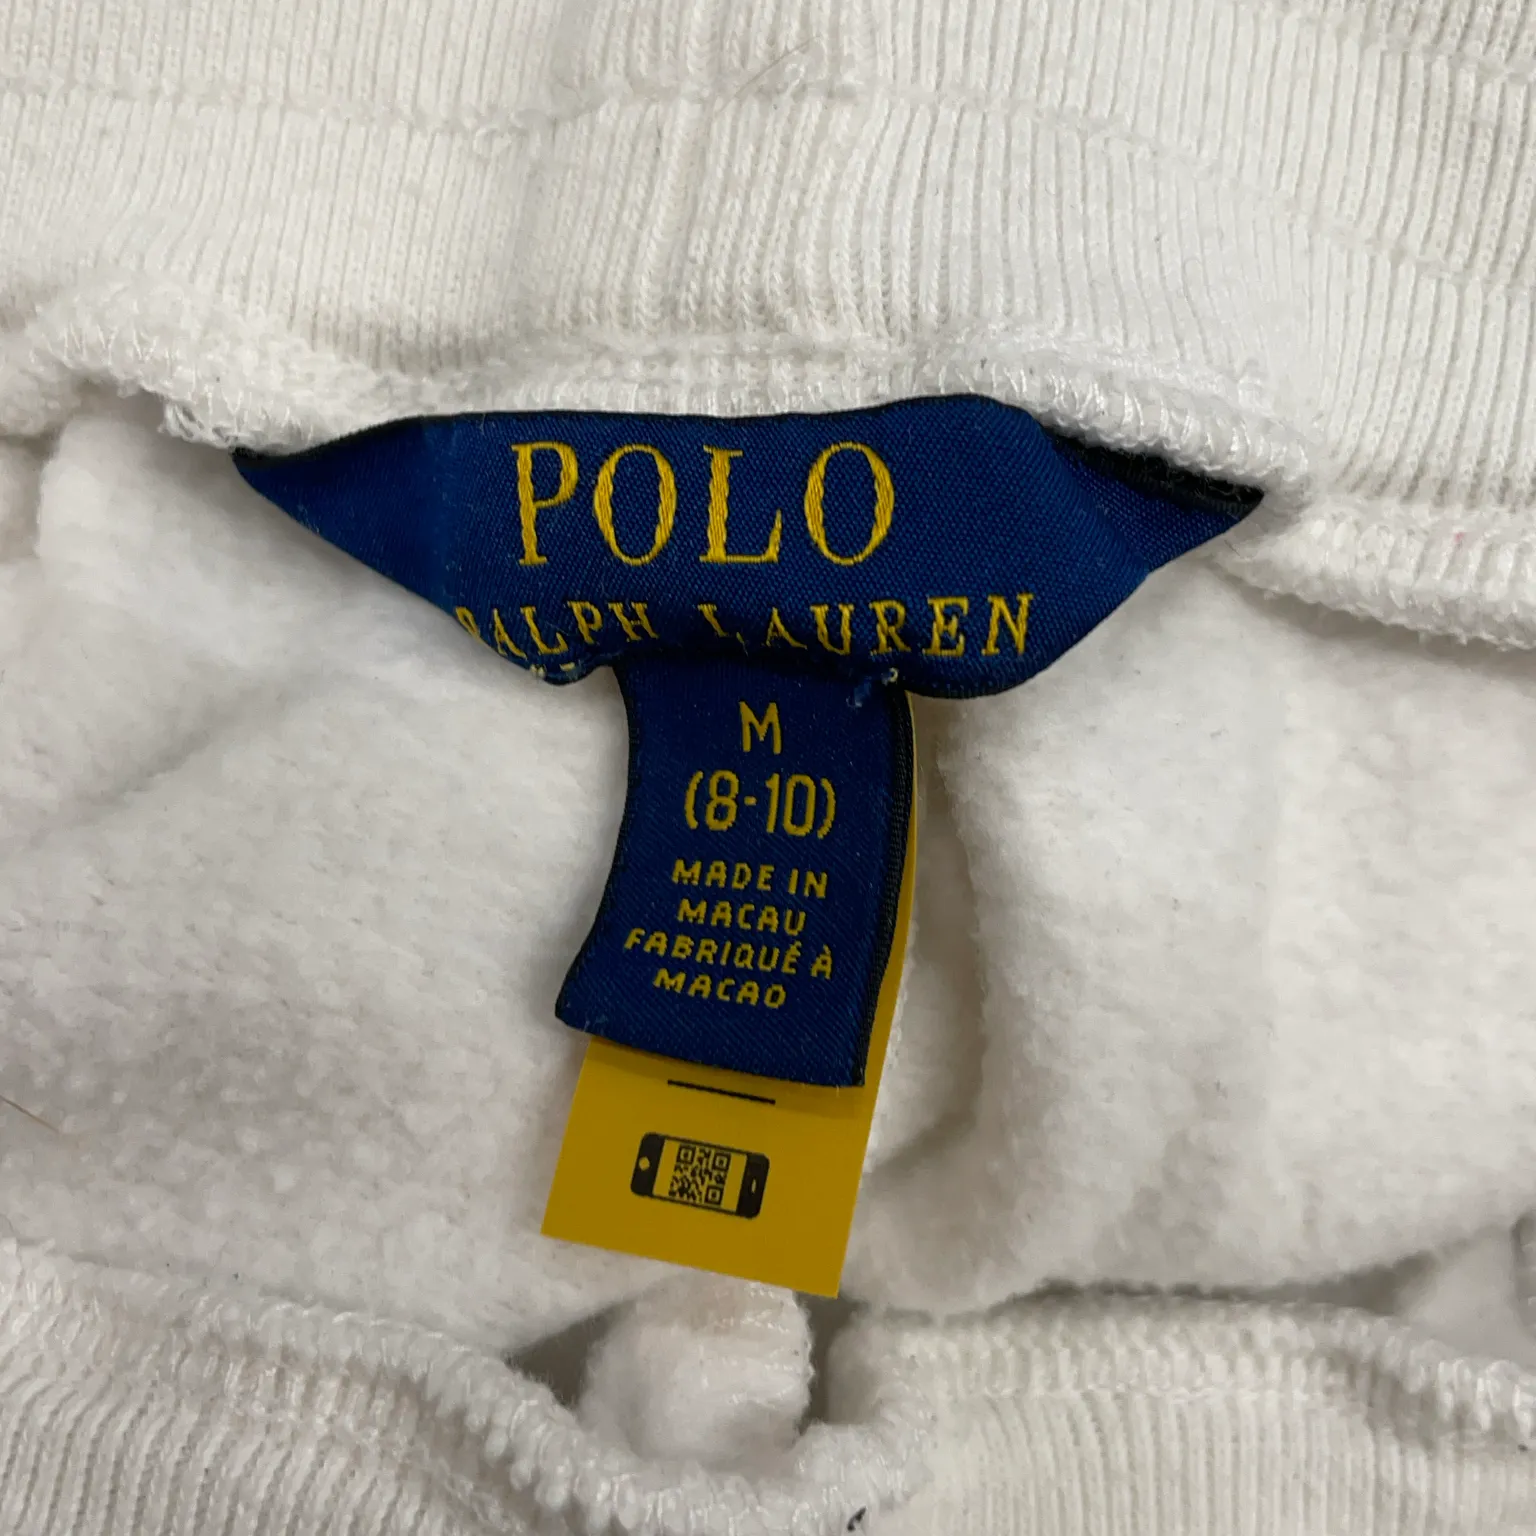 POLO
RALPH LAUREN
M
(8-10)
MADE IN
MACAU
FABRIQUÉ À
MACAO